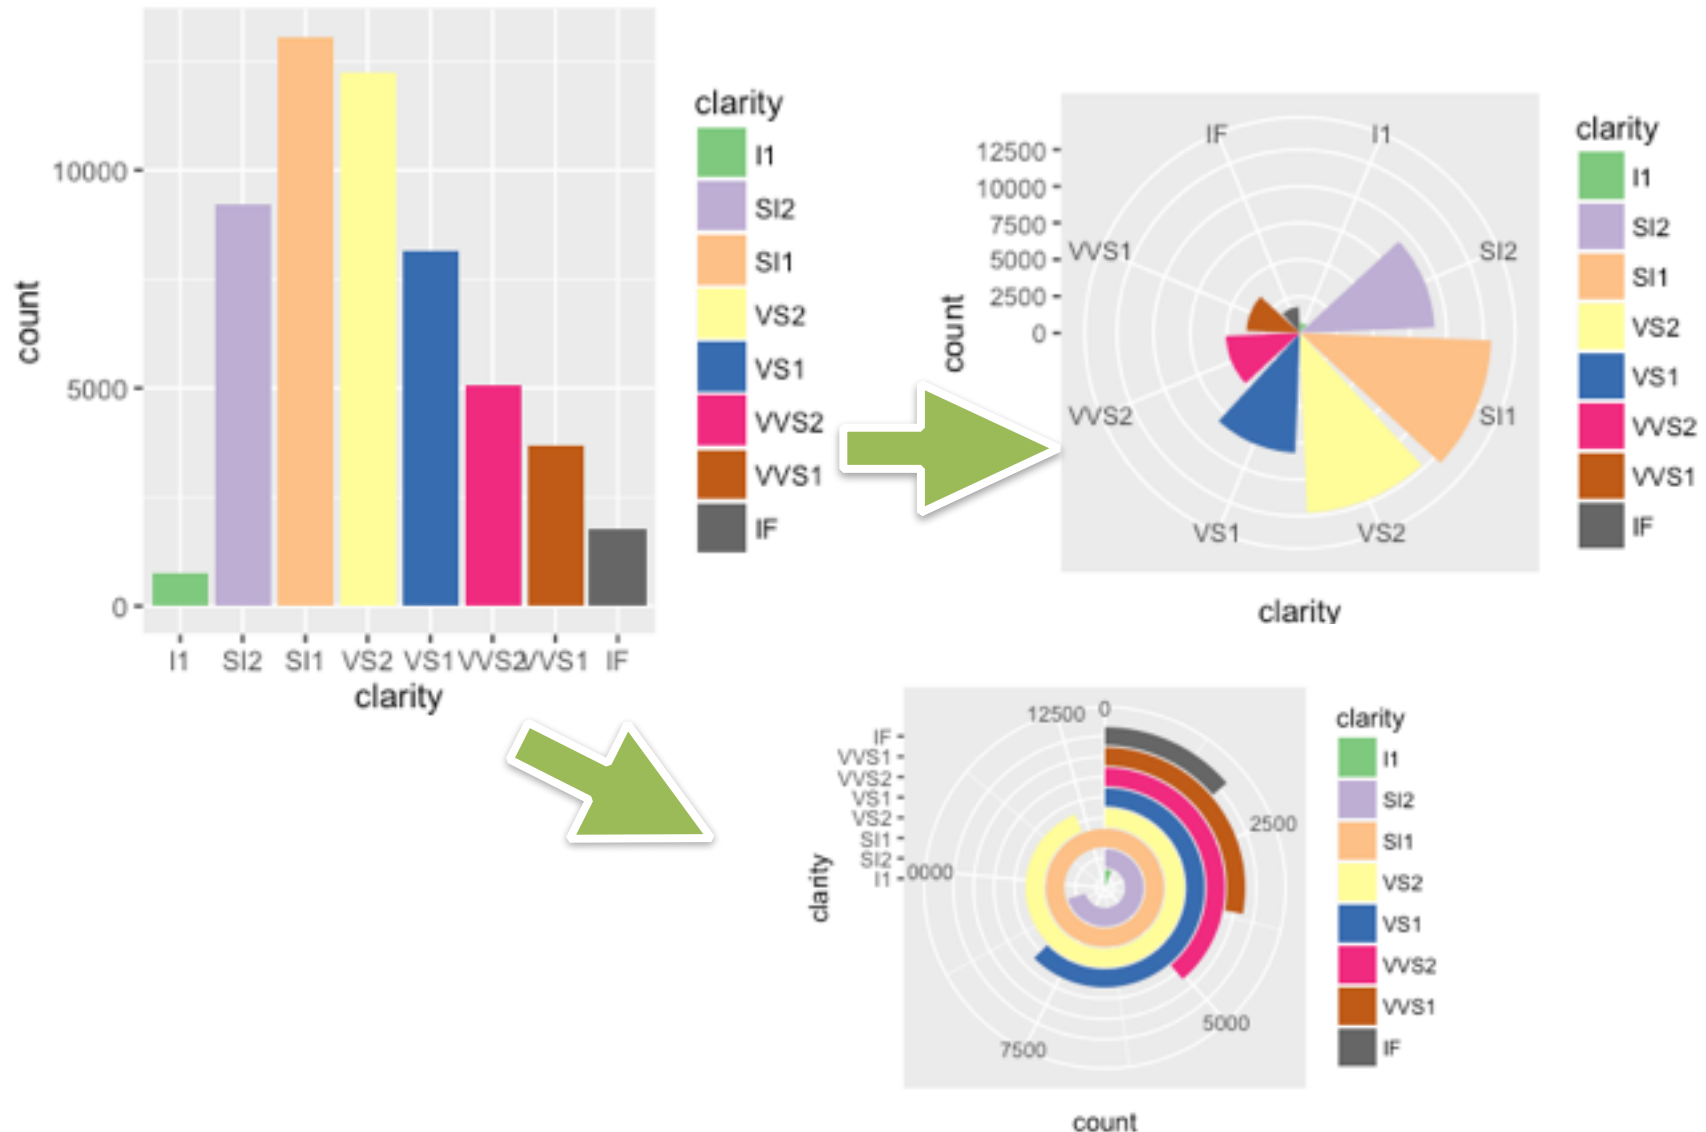 count
10000
5000
0
I1 SI2 SI1 VS2 VS1 VVS2 VVS1 IF
clarity
clarity
I1
SI2
SI1
VS2
VS1
VVS2
VVS1
IF
count
12500
10000
7500
5000
2500
0
IF I1
VVS1 SI2
VVS2 SI1
VS1 VS2
clarity
clarity
I1
SI2
SI1
VS2
VS1
VVS2
VVS1
IF
clarity
IF
VVS1
VVS2
VS1
VS2
SI1
SI2
I1
12500 0
2500
0000
5000
7500
count
clarity
I1
SI2
SI1
VS2
VS1
VVS2
VVS1
IF